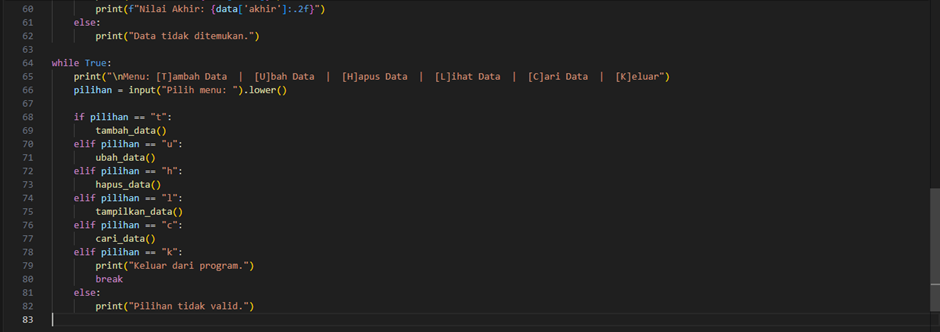 60 print(f"Nilai Akhir: {data['akhir']:.2f}")
61 else:
62 print("Data tidak ditemukan.")
63
64 while True:
65 print("\nMenu: [T]ambah Data | [U]bah Data | [H]apus Data | [L]ihat Data | [C]ari Data | [K]eluar")
66 pilihan = input("Pilih menu: ").lower()
67
68 if pilihan == "t":
69 tambah_data()
70 elif pilihan == "u":
71 ubah_data()
72 elif pilihan == "h":
73 hapus_data()
74 elif pilihan == "l":
75 tampilkan_data()
76 elif pilihan == "c":
77 cari_data()
78 elif pilihan == "k":
79 print("Keluar dari program.")
80 break
81 else:
82 print("Pilihan tidak valid.")
83